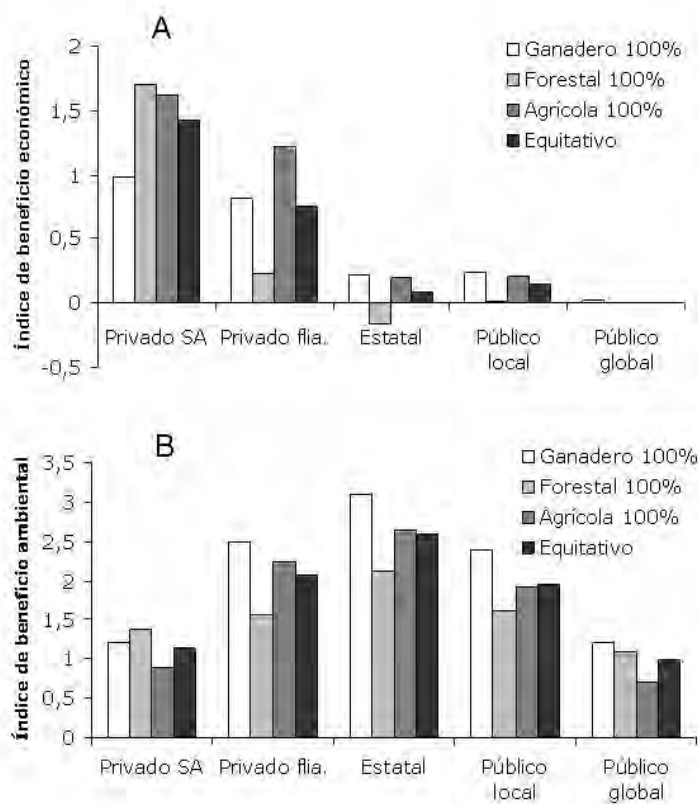 A
Índice de beneficio económico
2
1,5
1
0,5
0
-0,5
Ganadero 100%
Forestal 100%
Agrícola 100%
Equitativo
Privado SA
Privado flia.
Estatal
Público
local
Público
global
B
Índice de beneficio ambiental
3,5
3
2,5
2
1,5
1
0,5
0
Ganadero 100%
Forestal 100%
Agrícola 100%
Equitativo
Privado SA
Privado flia.
Estatal
Público
local
Público
global